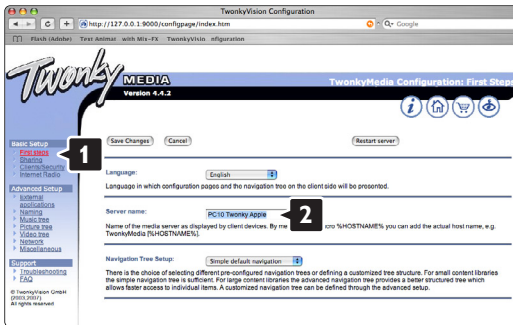 TwonkyVision Configuration
http://127.0.0.1:9000/configpage/index.htm
Google
Flash (Adobe) Text Animat with Mix-FX TwonkyVisio nfiguration
Twonky MEDIA
Version 4.4.2
TwonkyMedia Configuration: First Steps
Save Changes Cancel Restart server
Basic Setup
First steps
Sharing
Clients/Security
Internet Radio
Advanced Setup
External
applications
Naming
Music tree
Picture tree
Video tree
Network
Miscellaneous
Support
Troubleshooting
FAQ
© TwonkyVision GmbH
(2003,2007)
All rights reserved
1
Language: English
Language in which configuration pages and the navigation tree on the client side will be presented.
Server name: PC10 Twonky Apple
2
Name of the media server as displayed by client devices. By me cro %HOSTNAME% you can add the actual host name, e.g.
TwonkyMedia [%HOSTNAME%].
Navigation Tree Setup: Simple default navigation
There is the choice of selecting different pre-configured navigation trees or defining a customized tree structure. For small content libraries
the simple navigation tree is sufficient. For large content libraries the advanced navigation tree provides a better structured tree which
allows faster access to individual items. A customized navigation tree can be defined through the advanced setup.